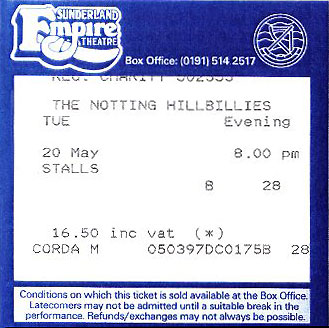 SUNDERLAND
Empire
THEATRE
Box Office: (0191) 514 2517
REG. CHARITY 502353
THE NOTTING HILLBILLIES
TUE Evening
20 May 8.00 pm
STALLS
B 28
16.50 inc vat (*)
CORDA M 050397DC0175B 28
Conditions on which this ticket is sold available at the Box Office.
Latecomers may not be admitted until a suitable break in the
performance. Refunds/exchanges may not always be possible.